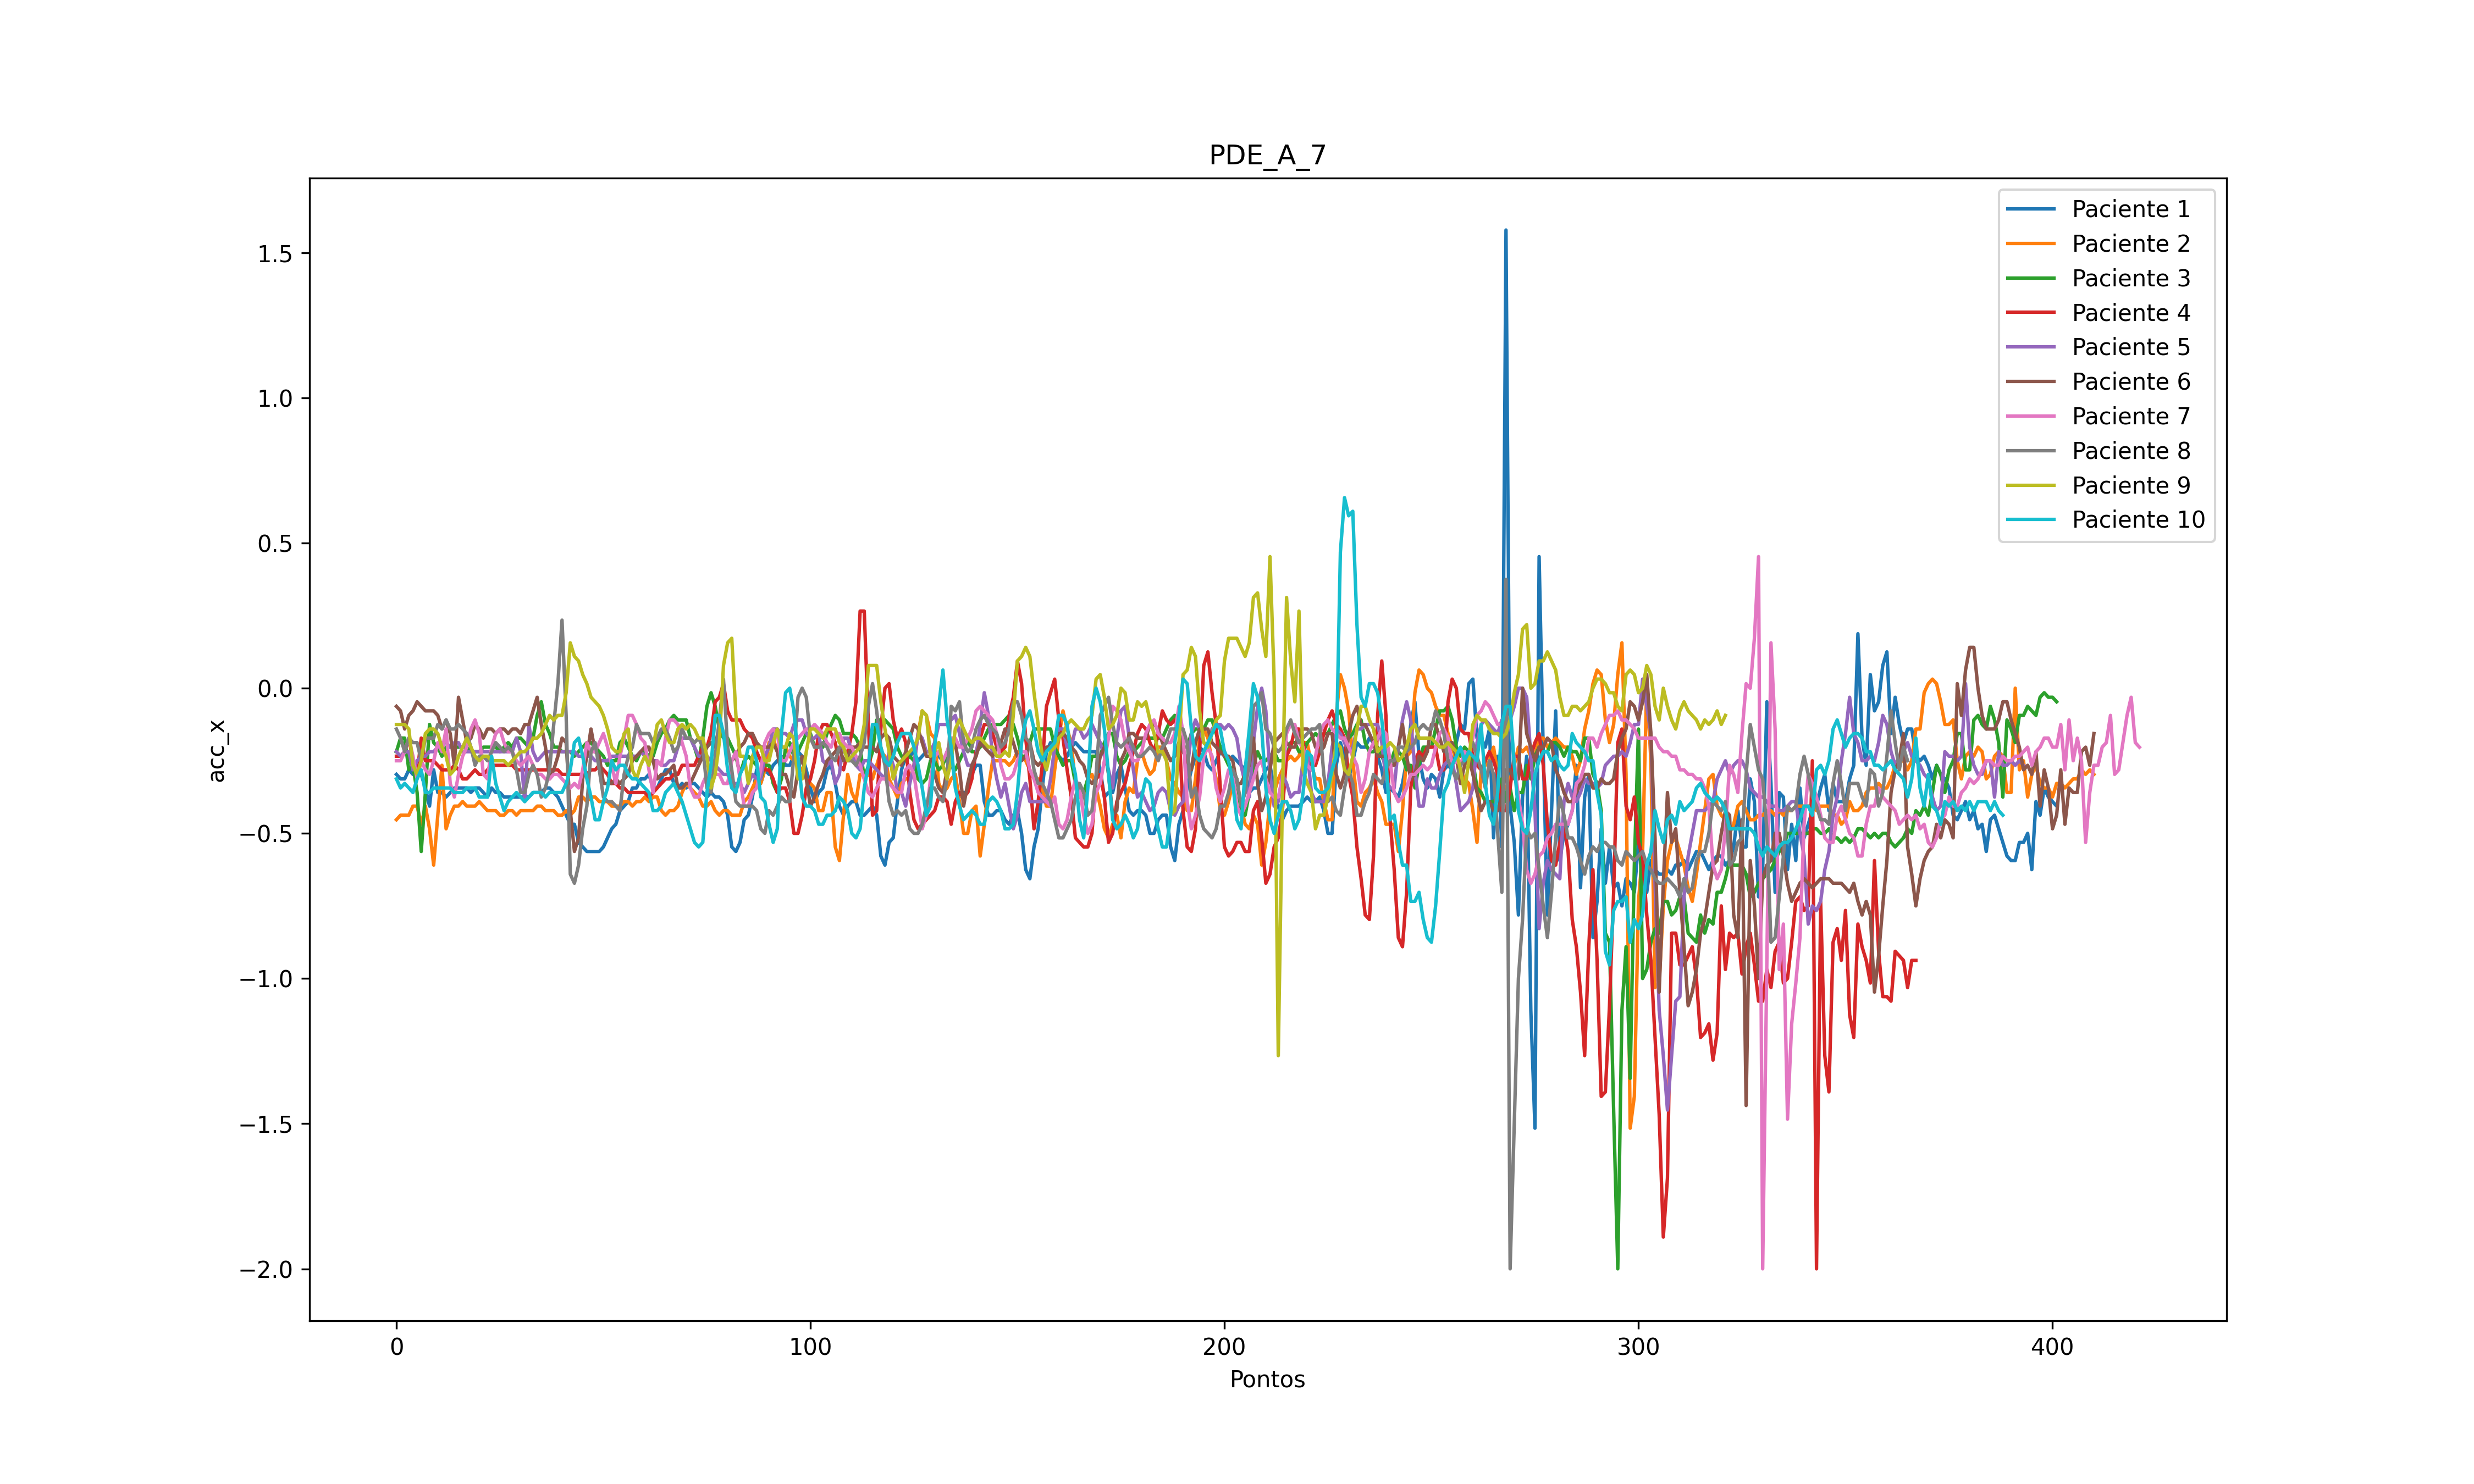 PDE_A_7
Paciente 1
Paciente 2
Paciente 3
Paciente 4
Paciente 5
Paciente 6
Paciente 7
Paciente 8
Paciente 9
Paciente 10
1.5
1.0
0.5
0.0
−0.5
−1.0
−1.5
−2.0
acc_x
0 100 200 300 400
Pontos